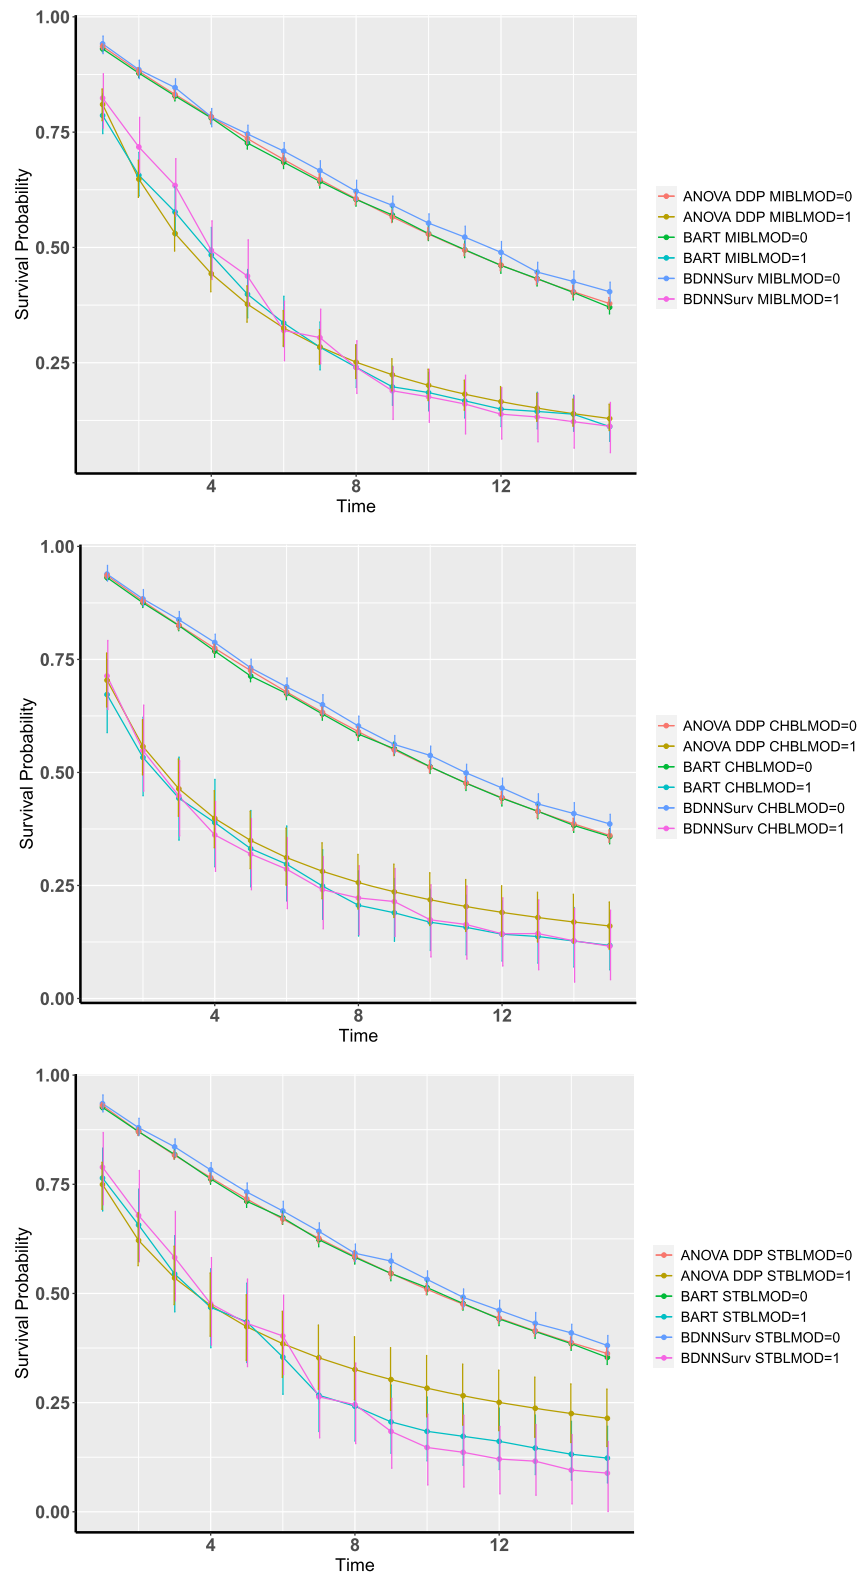 1.00
0.75
0.50
0.25
Survival Probability
4
8
12
Time
ANOVA DDP MIBLMOD=0
ANOVA DDP MIBLMOD=1
BART MIBLMOD=0
BART MIBLMOD=1
BDNNSurv MIBLMOD=0
BDNNSurv MIBLMOD=1
1.00
0.75
0.50
0.25
0.00
Survival Probability
4
8
12
Time
ANOVA DDP CHBLMOD=0
ANOVA DDP CHBLMOD=1
BART CHBLMOD=0
BART CHBLMOD=1
BDNNSurv CHBLMOD=0
BDNNSurv CHBLMOD=1
1.00
0.75
0.50
0.25
0.00
Survival Probability
4
8
12
Time
ANOVA DDP STBLMOD=0
ANOVA DDP STBLMOD=1
BART STBLMOD=0
BART STBLMOD=1
BDNNSurv STBLMOD=0
BDNNSurv STBLMOD=1